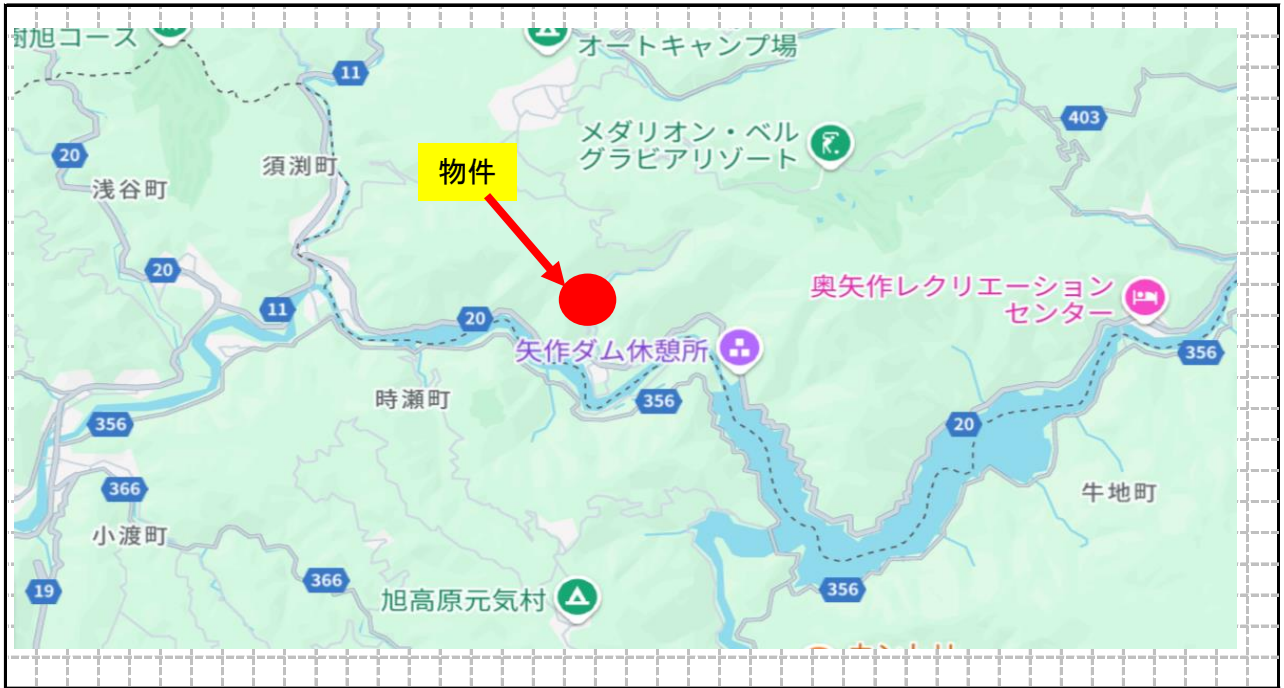 樹旭コース
オートキャンプ場
11
403
メダリオン・ベル
グラビアリゾート
20
須渕町
物件
浅谷町
20
奥矢作レクリエーション
センター
11
20
矢作ダム休憩所
356
時瀬町
356
356
20
366
牛地町
小渡町
366
19
旭高原元気村
356